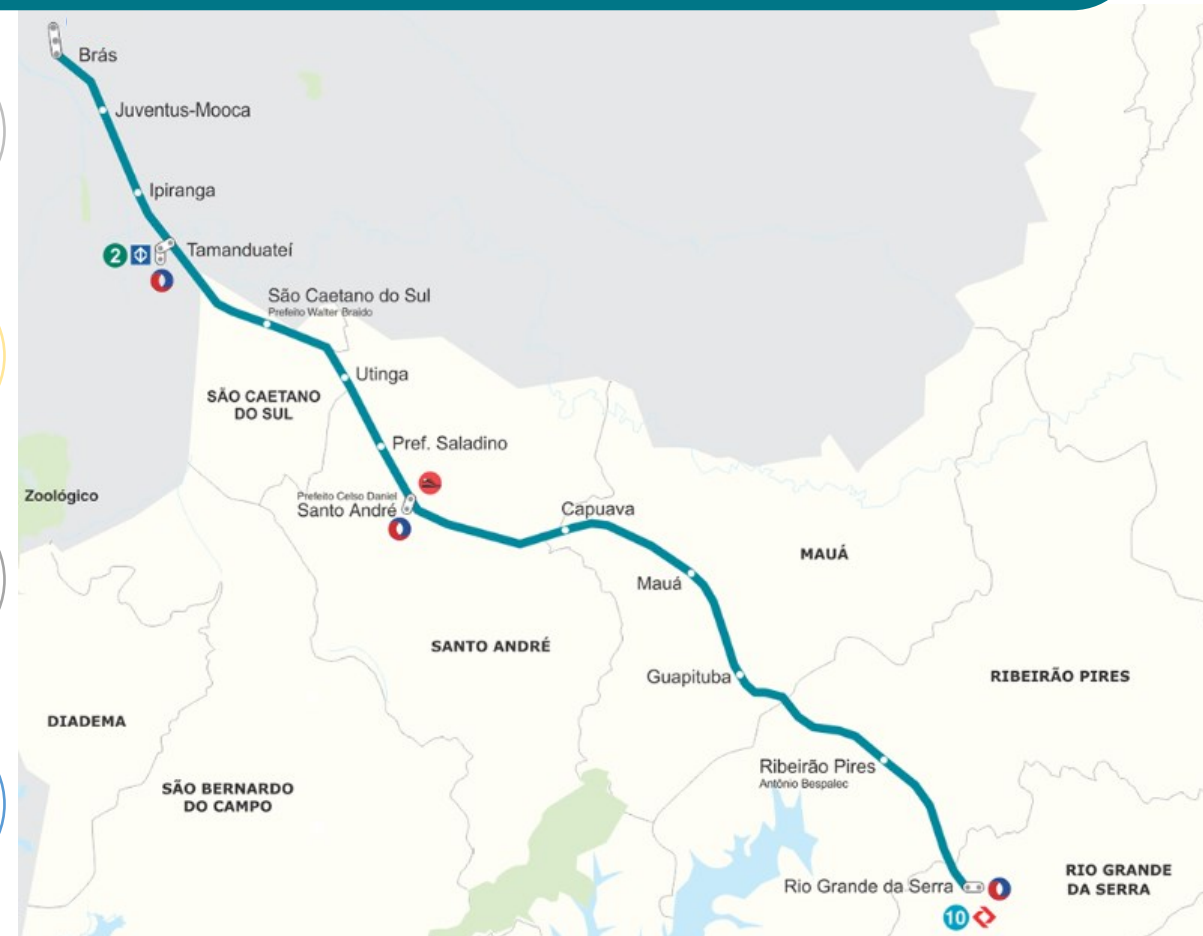 Brás
Juventus-Mooca
Ipiranga
Tamanduateí
2
São Caetano do Sul
Prefeito Walter Braido
Utinga
SÃO CAETANO
DO SUL
Pref. Saladino
Zoológico
Prefeito Celso Daniel
Santo André
Capuava
MAUÁ
Mauá
SANTO ANDRÉ
Guapituba
RIBEIRÃO PIRES
DIADEMA
Ribeirão Pires
Antônio Bespalec
SÃO BERNARDO
DO CAMPO
Rio Grande da Serra
RIO GRANDE
DA SERRA
10